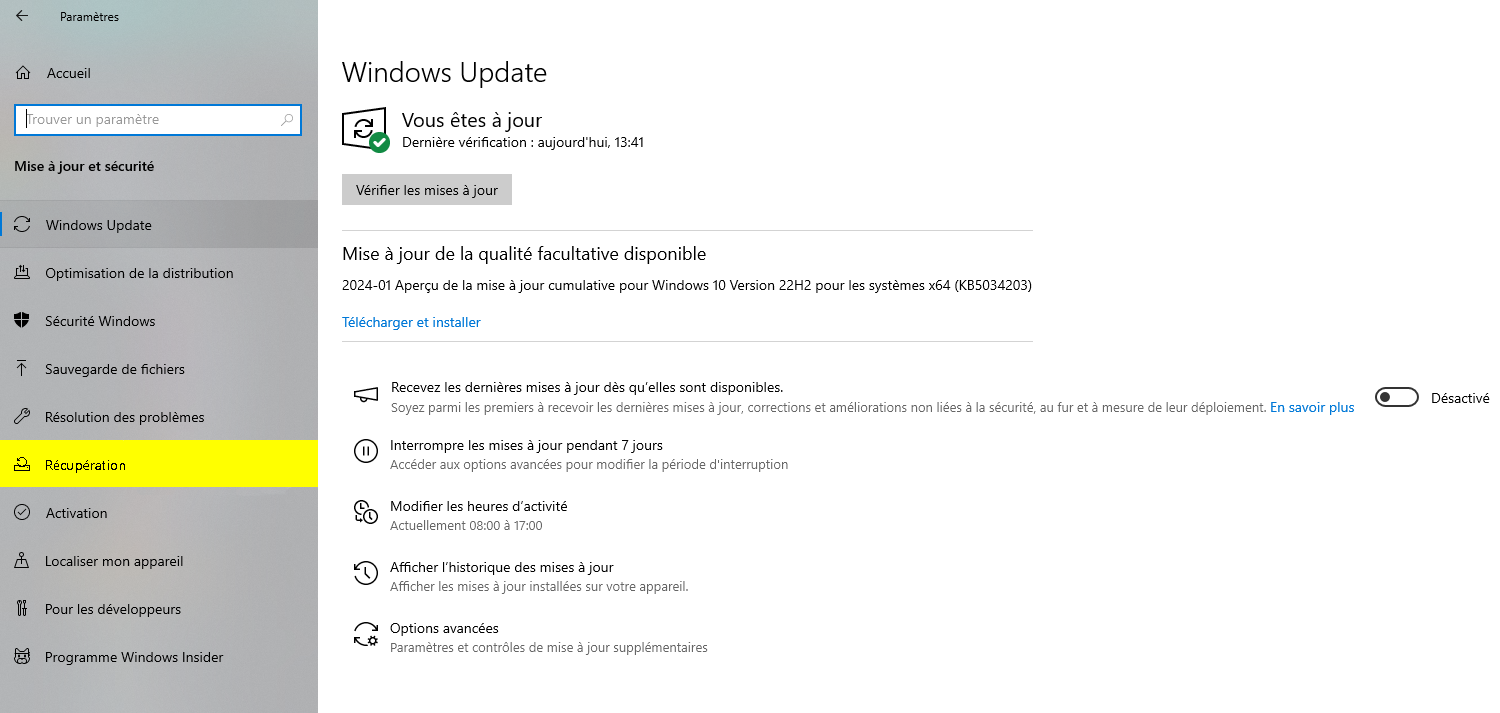 Paramètres
Accueil
Trouver un paramètre
Mise à jour et sécurité
Windows Update
Optimisation de la distribution
Sécurité Windows
Sauvegarde de fichiers
Résolution des problèmes
Récupération
Activation
Localiser mon appareil
Pour les développeurs
Programme Windows Insider
Windows Update
Vous êtes à jour
Dernière vérification : aujourd'hui, 13:41
Vérifier les mises à jour
Mise à jour de la qualité facultative disponible
2024-01 Aperçu de la mise à jour cumulative pour Windows 10 Version 22H2 pour les systèmes x64 (KB5034203)
Télécharger et installer
Recevez les dernières mises à jour dès qu’elles sont disponibles.
Soyez parmi les premiers à recevoir les dernières mises à jour, corrections et améliorations non liées à la sécurité, au fur et à mesure de leur déploiement. En savoir plus
Désactivé
Interrompre les mises à jour pendant 7 jours
Accéder aux options avancées pour modifier la période d'interruption
Modifier les heures d’activité
Actuellement 08:00 à 17:00
Afficher l’historique des mises à jour
Afficher les mises à jour installées sur votre appareil.
Options avancées
Paramètres et contrôles de mise à jour supplémentaires